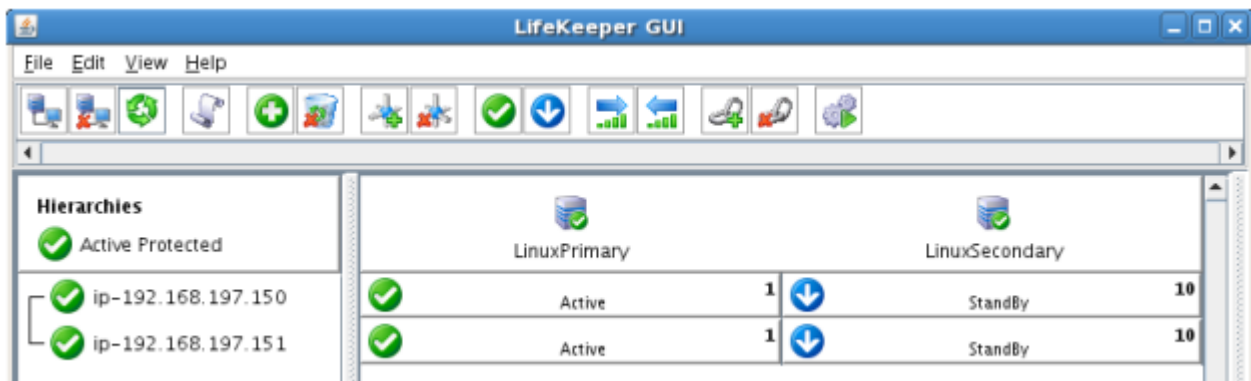 LifeKeeper GUI
File Edit View Help
Hierarchies
Active Protected
LinuxPrimary
LinuxSecondary
ip-192.168.197.150
Active
1
StandBy
10
ip-192.168.197.151
Active
1
StandBy
10